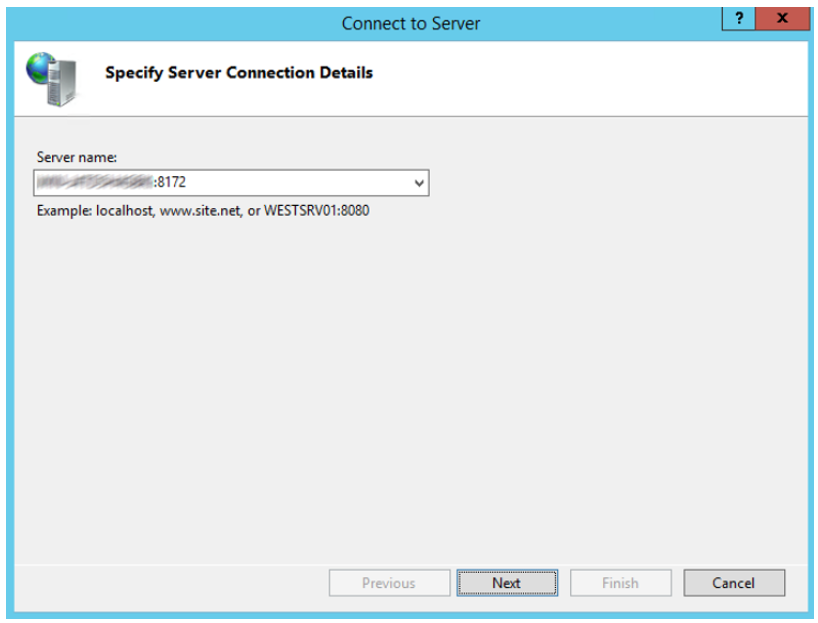 Connect to Server
? x
Specify Server Connection Details
Server name:
:8172
Example: localhost, www.site.net, or WESTSRV01:8080
Previous Next Finish Cancel